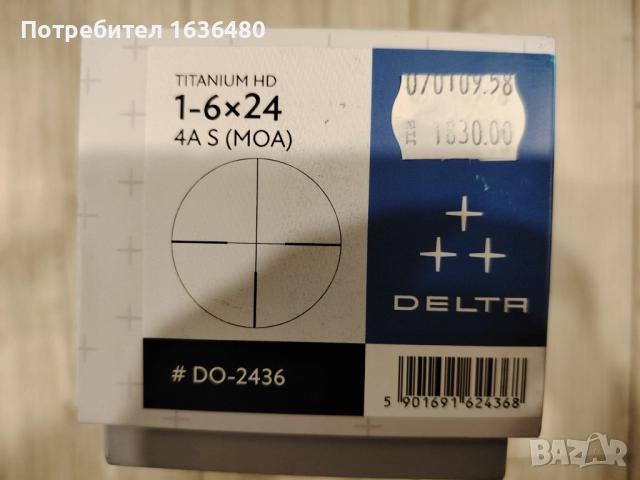 Потребител 1636480
TITANIUM HD
1-6×24
4A S (MOA)
070109.58
лв 1830.00
DELTA
# DO-2436
5 901691 624368
BAZAR